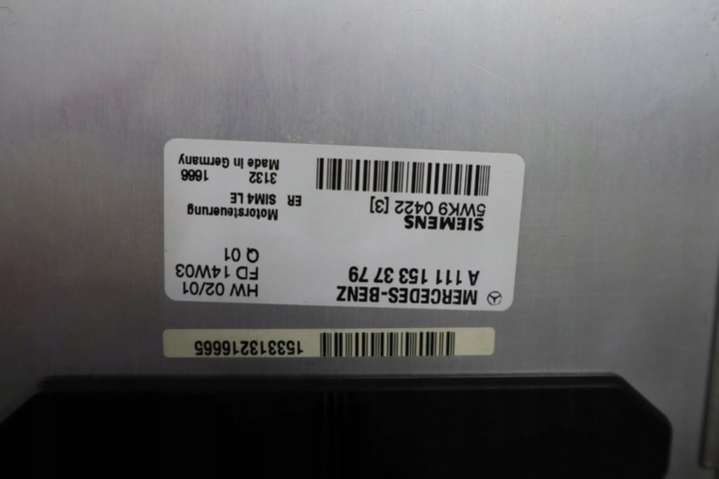 153313216665
MERCEDES-BENZ
A 111 153 37 79
HW 02/01
FD 14W03
Q 01
SIEMENS
5WK9 0422 [3]
Motorsteuerung
ER SIM4 LE
3132 1666
Made in Germany